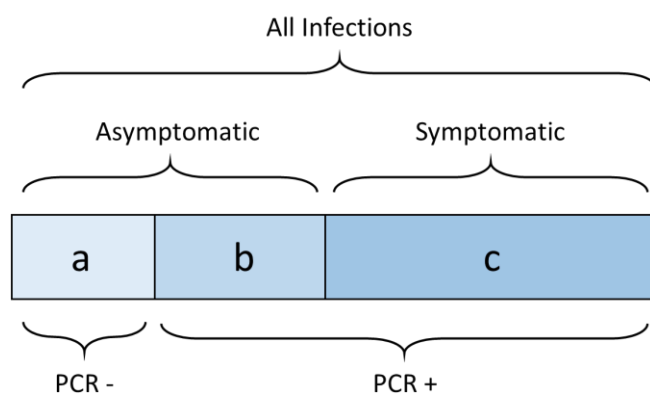 All Infections
Asymptomatic Symptomatic
a b c
PCR - PCR +